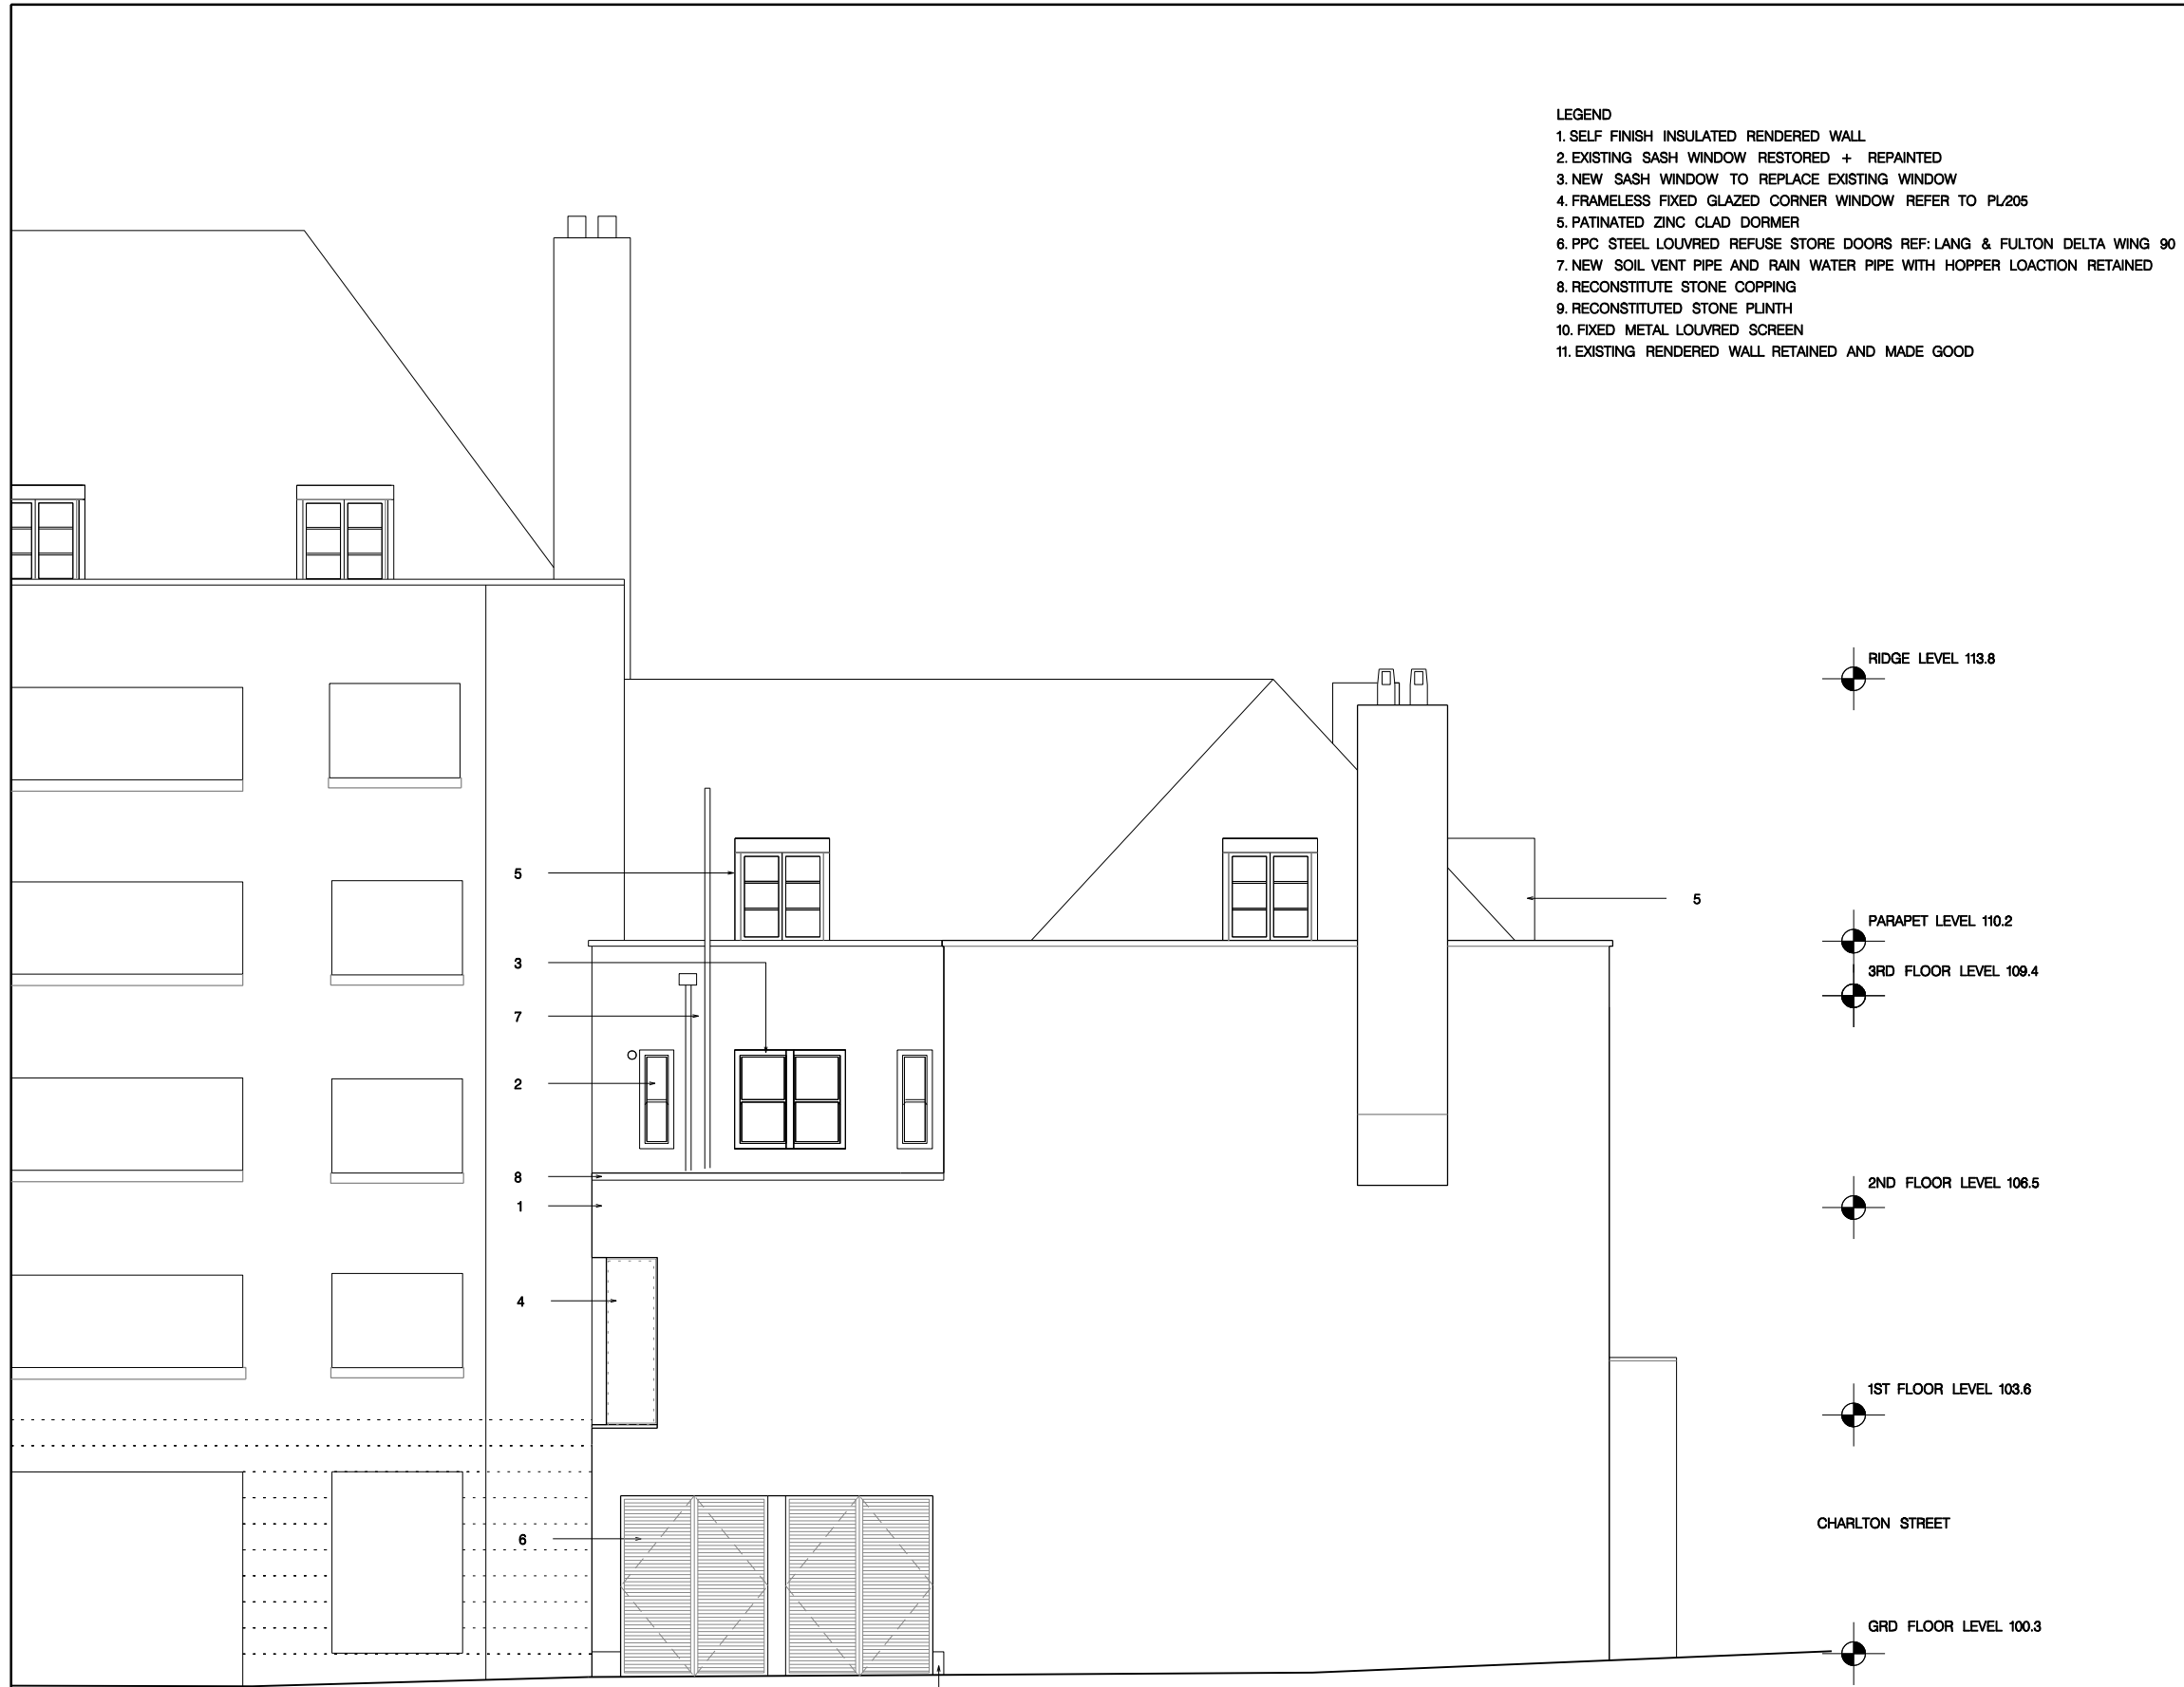 LEGEND
1. SELF FINISH INSULATED RENDERED WALL
2. EXISTING SASH WINDOW RESTORED + REPAINTED
3. NEW SASH WINDOW TO REPLACE EXISTING WINDOW
4. FRAMELESS FIXED GLAZED CORNER WINDOW REFER TO PL/205
5. PATINATED ZINC CLAD DORMER
6. PPC STEEL LOUVRED REFUSE STORE DOORS REF: LANG & FULTON DELTA WING 90
7. NEW SOIL VENT PIPE AND RAIN WATER PIPE WITH HOPPER LOACTION RETAINED
8. RECONSTITUTE STONE COPPING
9. RECONSTITUTED STONE PLINTH
10. FIXED METAL LOUVRED SCREEN
11. EXISTING RENDERED WALL RETAINED AND MADE GOOD
RIDGE LEVEL 113.8
5
5
PARAPET LEVEL 110.2
3
3RD FLOOR LEVEL 109.4
7
2
8
2ND FLOOR LEVEL 106.5
1
4
1ST FLOOR LEVEL 103.6
CHARLTON STREET
6
GRD FLOOR LEVEL 100.3